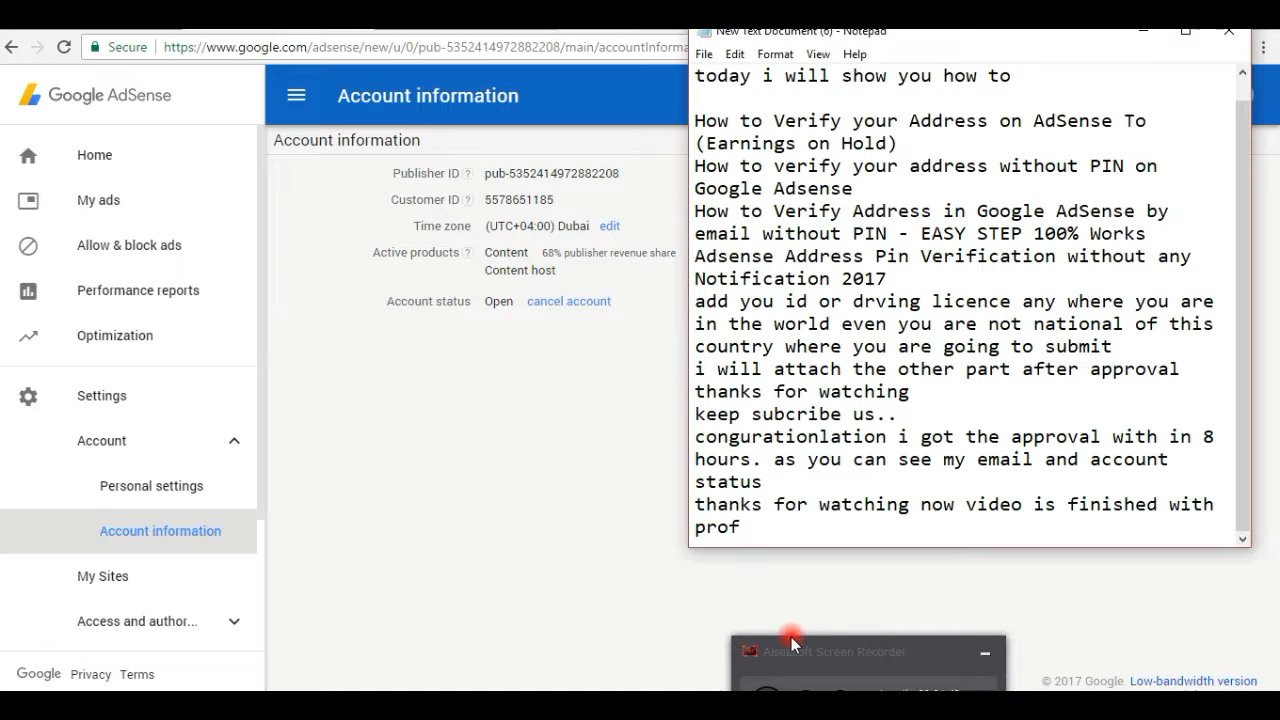 New Text Document (6) - Notepad
Secure https://www.google.com/adsense/new/u/0/pub-5352414972882208/main/accountInforma
File Edit Format View Help
Google AdSense
Account information
Account information
Home
My ads
Allow & block ads
Performance reports
Optimization
Settings
Account
Personal settings
Account information
My Sites
Access and author...
Google Privacy Terms
Publisher ID ? pub-5352414972882208
Customer ID ? 5578651185
Time zone (UTC+04:00) Dubai edit
Active products ? Content 68% publisher revenue share
Content host
Account status Open cancel account
today i will show you how to
How to Verify your Address on AdSense To
(Earnings on Hold)
How to verify your address without PIN on
Google Adsense
How to Verify Address in Google AdSense by
email without PIN - EASY STEP 100% Works
Adsense Address Pin Verification without any
Notification 2017
add you id or drving licence any where you are
in the world even you are not national of this
country where you are going to submit
i will attach the other part after approval
thanks for watching
keep subcribe us..
congurationlation i got the approval with in 8
hours. as you can see my email and account
status
thanks for watching now video is finished with
prof
Aiseesoft Screen Recorder
© 2017 Google. Low-bandwidth version